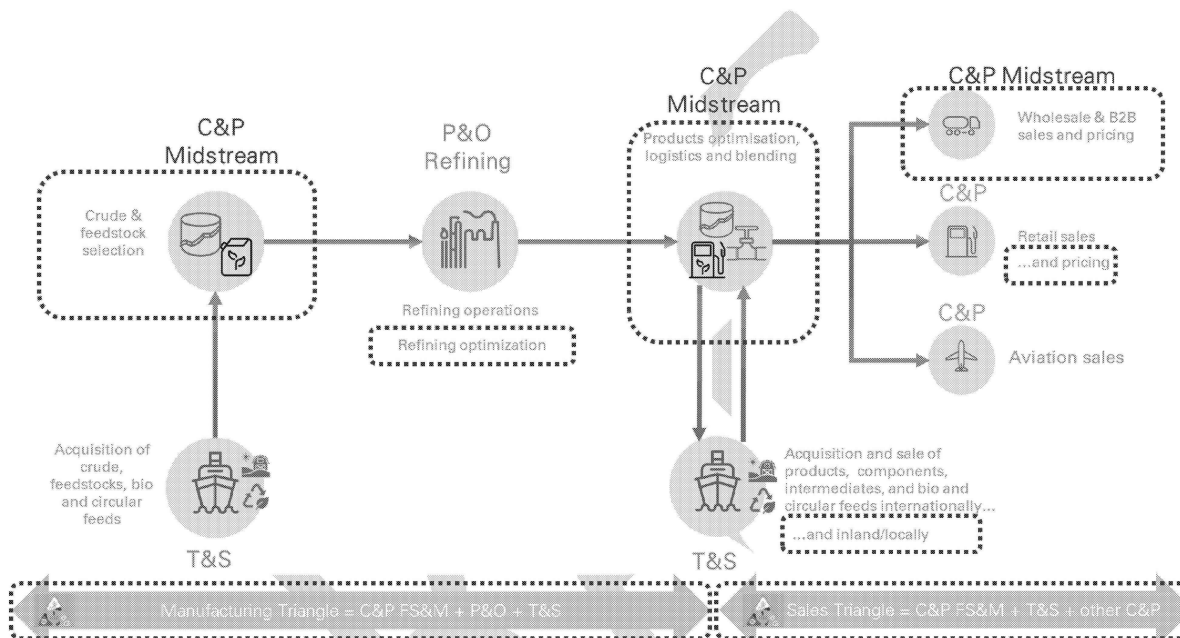 C&P
Midstream
Crude &
feedstock
selection
P&O
Refining
Refining operations
Refining optimization
C&P
Midstream
Products optimisation,
logistics and blending
C&P Midstream
Wholesale & B2B
sales and pricing
C&P
Retail sales
...and pricing
C&P
Aviation sales
Acquisition of
crude,
feedstocks, bio
and circular
feeds
T&S
Acquisition and sale of
products, components,
intermediates, and bio and
circular feeds internationally...
...and inland/locally
T&S
Manufacturing Triangle = C&P FS&M + P&O + T&S
Sales Triangle = C&P FS&M + T&S + other C&P